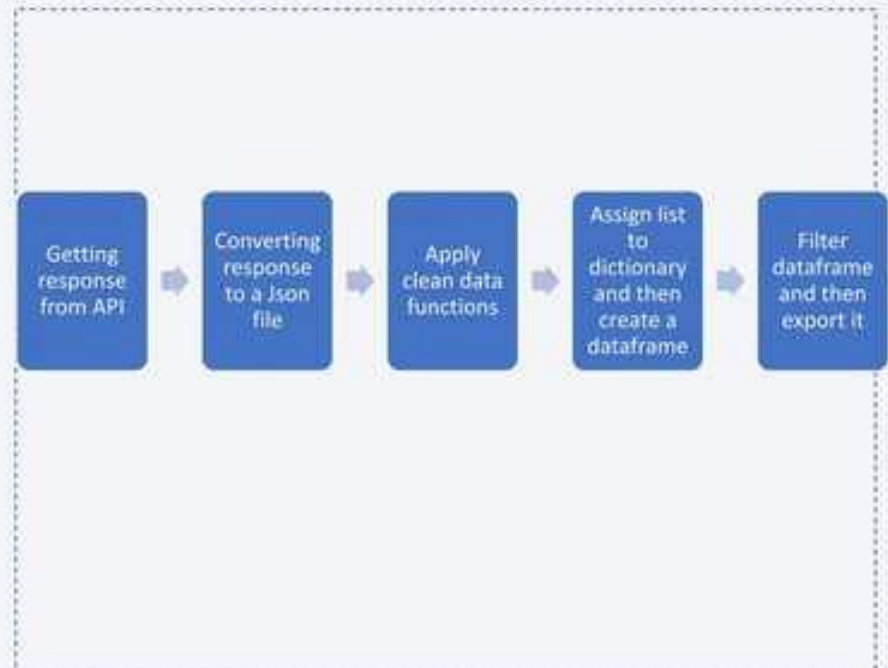 Getting
response
from API
Converting
response
to a Json
file
Apply
clean data
functions
Assign list
to
dictionary
and then
create a
dataframe
Filter
dataframe
and then
export it